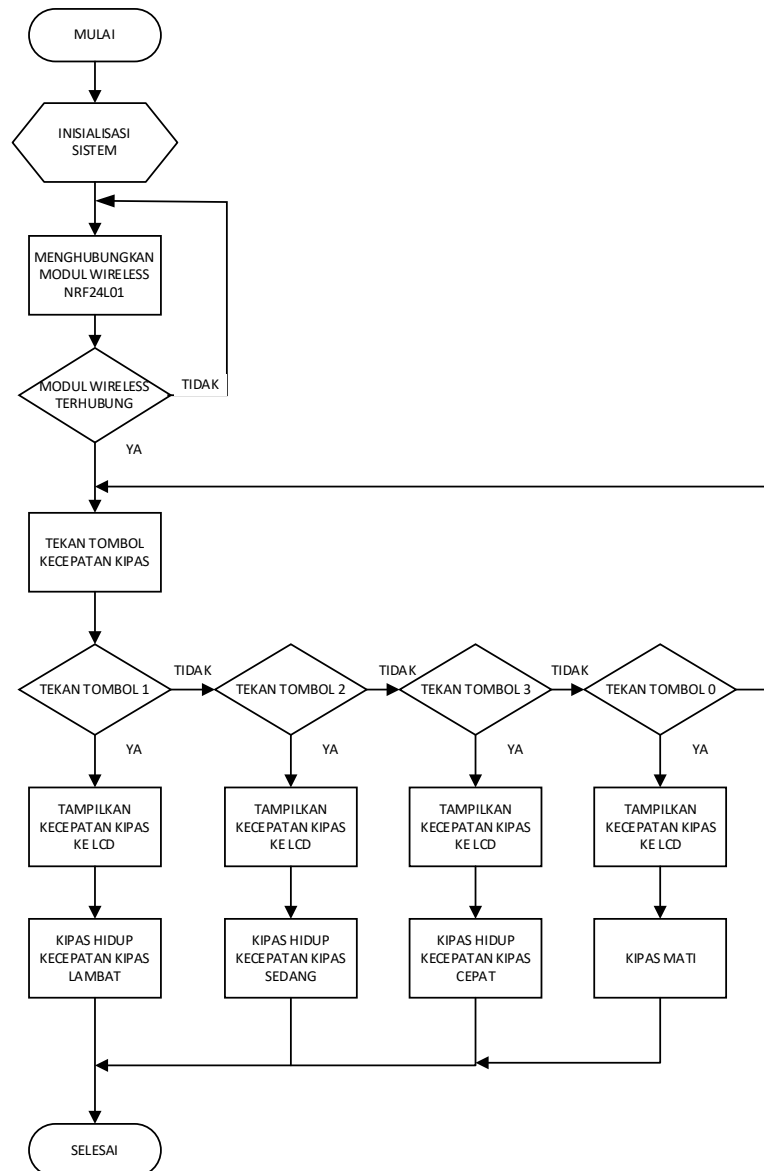 MULAI
INISIALISASI
SISTEM
MENGHUBUNGKAN
MODUL WIRELESS
NRF24L01
MODUL WIRELESS
TERHUBUNG
TIDAK
YA
TEKAN TOMBOL
KECEPATAN KIPAS
TEKAN TOMBOL 1
TIDAK
TEKAN TOMBOL 2
TIDAK
TEKAN TOMBOL 3
TIDAK
TEKAN TOMBOL 0
YA
YA
YA
YA
TAMPILKAN
KECEPATAN KIPAS
KE LCD
TAMPILKAN
KECEPATAN KIPAS
KE LCD
TAMPILKAN
KECEPATAN KIPAS
KE LCD
TAMPILKAN
KECEPATAN KIPAS
KE LCD
KIPAS HIDUP
KECEPATAN KIPAS
LAMBAT
KIPAS HIDUP
KECEPATAN KIPAS
SEDANG
KIPAS HIDUP
KECEPATAN KIPAS
CEPAT
KIPAS MATI
SELESAI